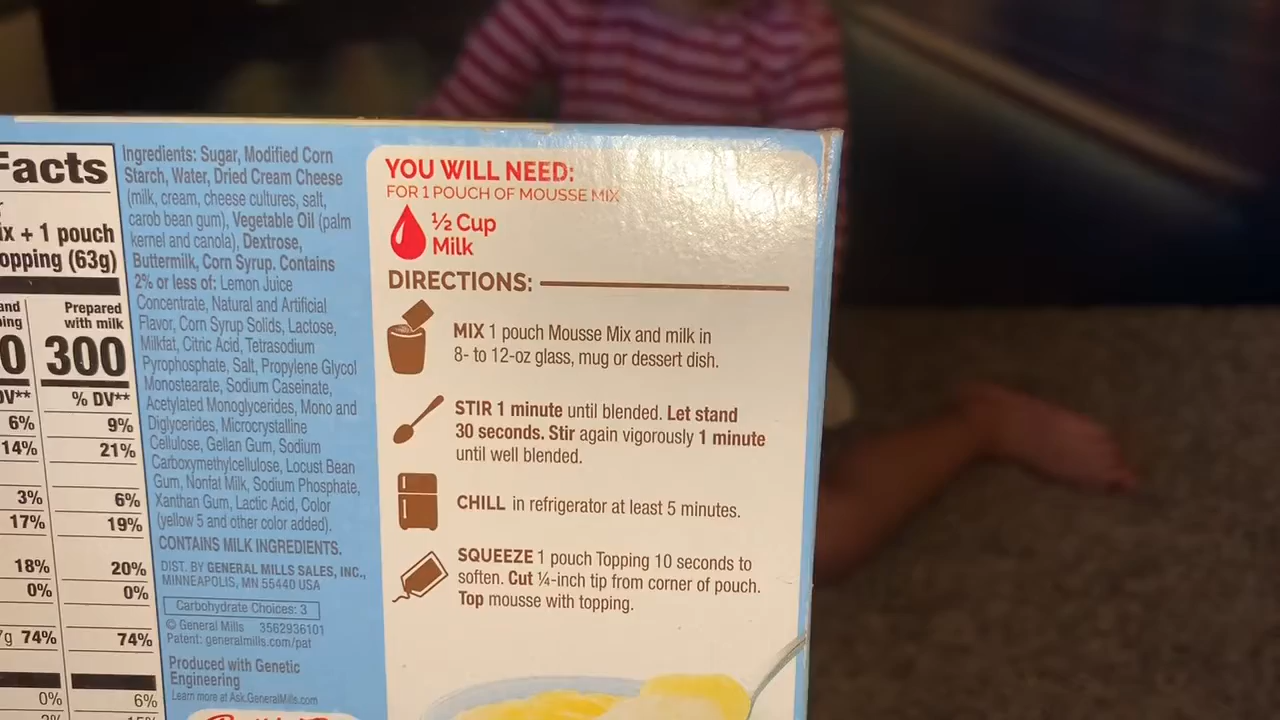 Facts
ix + 1 pouch
opping (63g)
Prepared
with milk
0 300
DV** % DV**
6% 9%
14% 21%
3% 6%
17% 19%
18% 20%
0% 0%
7g 74% 74%
0% 6%
Ingredients: Sugar, Modified Corn
Starch, Water, Dried Cream Cheese
(milk, cream, cheese cultures, salt,
carob bean gum), Vegetable Oil (palm
kernel and canola), Dextrose,
Buttermilk, Corn Syrup. Contains
2% or less of: Lemon Juice
Concentrate, Natural and Artificial
Flavor, Corn Syrup Solids, Lactose,
Milkfat, Citric Acid, Tetrasodium
Pyrophosphate, Salt, Propylene Glycol
Monostearate, Sodium Caseinate,
Acetylated Monoglycerides, Mono and
Diglycerides, Microcrystalline
Cellulose, Gellan Gum, Sodium
Carboxymethylcellulose, Locust Bean
Gum, Nonfat Milk, Sodium Phosphate,
Xanthan Gum, Lactic Acid, Color
(yellow 5 and other color added).
CONTAINS MILK INGREDIENTS.
DIST. BY GENERAL MILLS SALES, INC.,
MINNEAPOLIS, MN 55440 USA
Carbohydrate Choices: 3
© General Mills 3562936101
Patent: generalmills.com/pat
Produced with Genetic
Engineering
Learn more at Ask.GeneralMills.com
YOU WILL NEED:
FOR 1 POUCH OF MOUSSE MIX
½ Cup
Milk
DIRECTIONS:
MIX 1 pouch Mousse Mix and milk in
8- to 12-oz glass, mug or dessert dish.
STIR 1 minute until blended. Let stand
30 seconds. Stir again vigorously 1 minute
until well blended.
CHILL in refrigerator at least 5 minutes.
SQUEEZE 1 pouch Topping 10 seconds to
soften. Cut ¼-inch tip from corner of pouch.
Top mousse with topping.